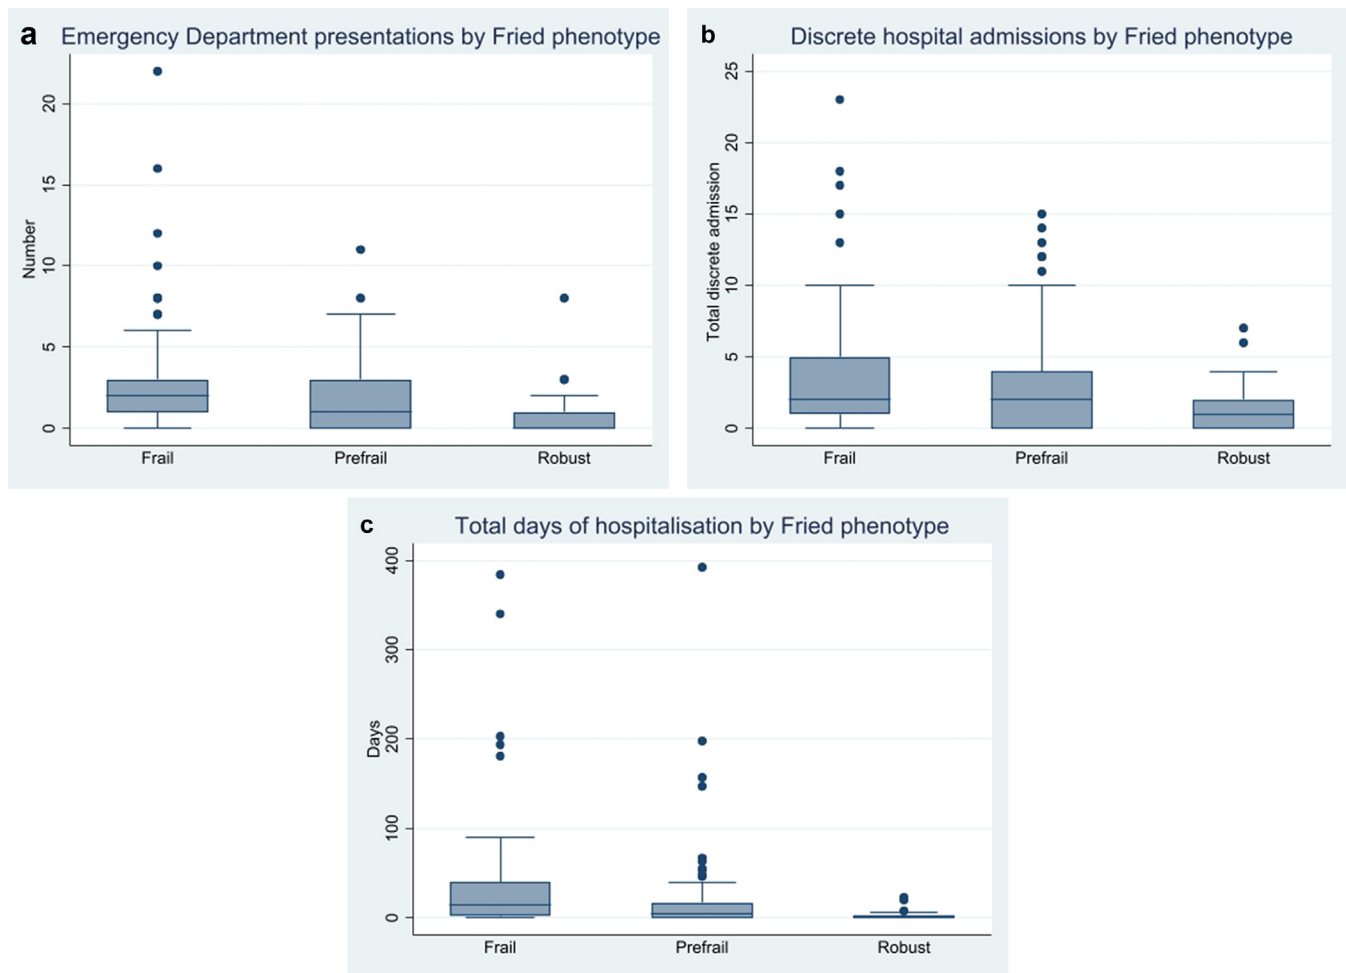 a
Emergency Department presentations by Fried phenotype
Number
20
15
10
5
0
Frail Prefrail Robust
b
Discrete hospital admissions by Fried phenotype
Total discrete admission
25
20
15
10
5
0
Frail Prefrail Robust
c
Total days of hospitalisation by Fried phenotype
Days
400
300
200
100
0
Frail Prefrail Robust